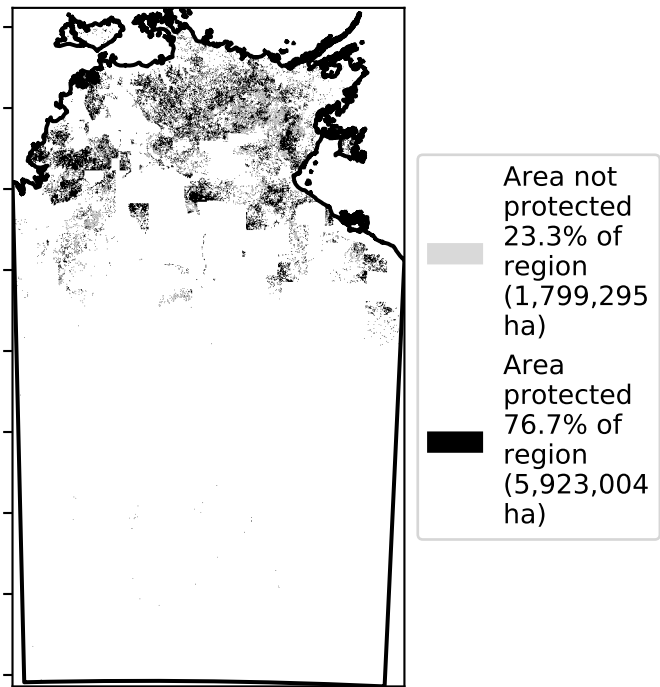 Area not
protected
23.3% of
region
(1,799,295
ha)
Area
protected
76.7% of
region
(5,923,004
ha)